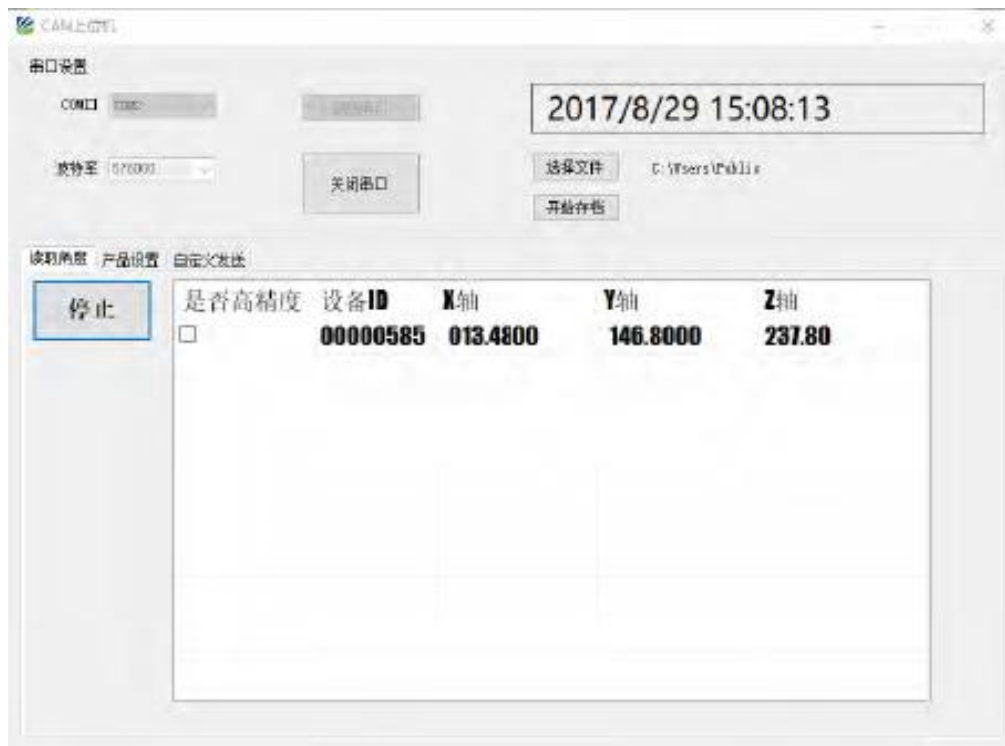 CAN上位机
串口设置
COM口
2017/8/29 15:08:13
波特率
关闭串口
选择文件 C:\Users\Public
开始存档
读取角度 产品设置 自定义发送
停止
是否高精度 设备ID X轴 Y轴 Z轴
00000585 013.4800 146.8000 237.80